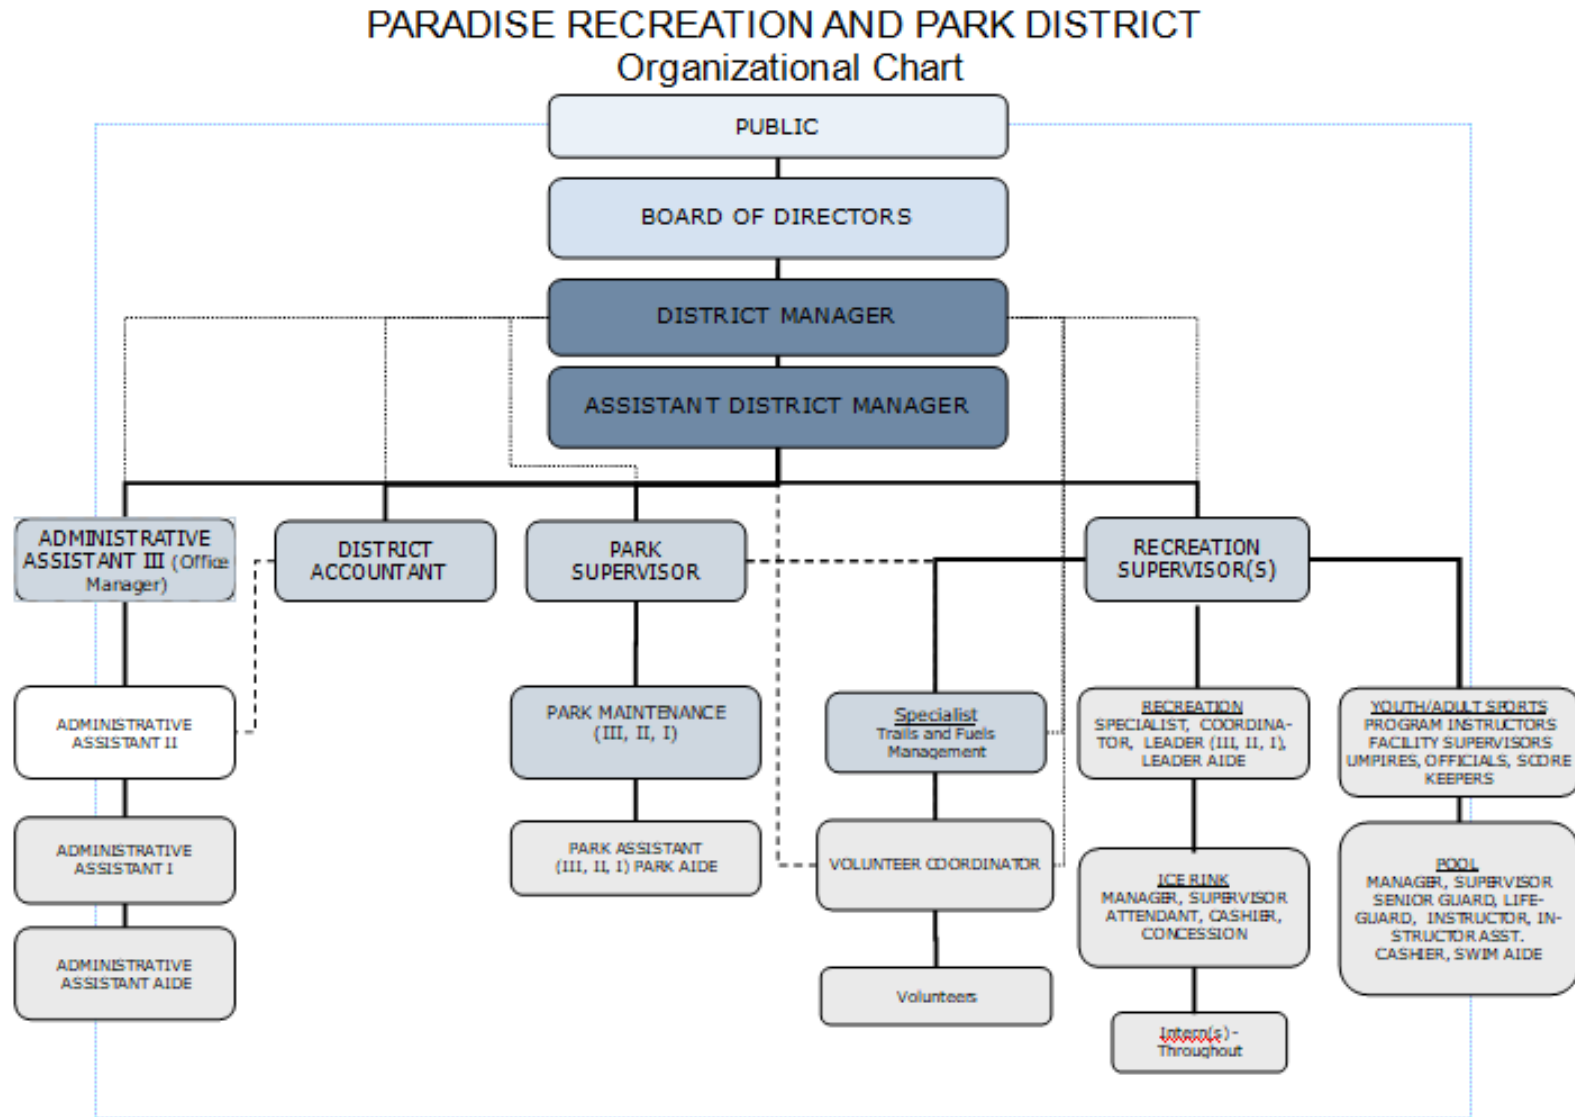 PARADISE RECREATION AND PARK DISTRICT
Organizational Chart
PUBLIC
BOARD OF DIRECTORS
DISTRICT MANAGER
ASSISTANT DISTRICT MANAGER
ADMINISTRATIVE
ASSISTANT III (Office
Manager)
DISTRICT
ACCOUNTANT
PARK
SUPERVISOR
RECREATION
SUPERVISOR(S)
ADMINISTRATIVE
ASSISTANT II
PARK MAINTENANCE
(III, II, I)
Specialist
Trails and Fuels
Management
RECREATION
SPECIALIST, COORDINA-
TOR, LEADER (III, II, I),
LEADER AIDE
YOUTH/ADULT SPORTS
PROGRAM INSTRUCTORS
FACILITY SUPERVISORS
UMPIRES, OFFICIALS, SCORE
KEEPERS
ADMINISTRATIVE
ASSISTANT I
PARK ASSISTANT
(III, II, I) PARK AIDE
VOLUNTEER COORDINATOR
ICE RINK
MANAGER, SUPERVISOR
ATTENDANT, CASHIER,
CONCESSION
POOL
MANAGER, SUPERVISOR
SENIOR GUARD, LIFE-
GUARD, INSTRUCTOR, IN-
STRUCTOR ASST.
CASHIER, SWIM AIDE
ADMINISTRATIVE
ASSISTANT AIDE
Volunteers
Intern(s)-
Throughout